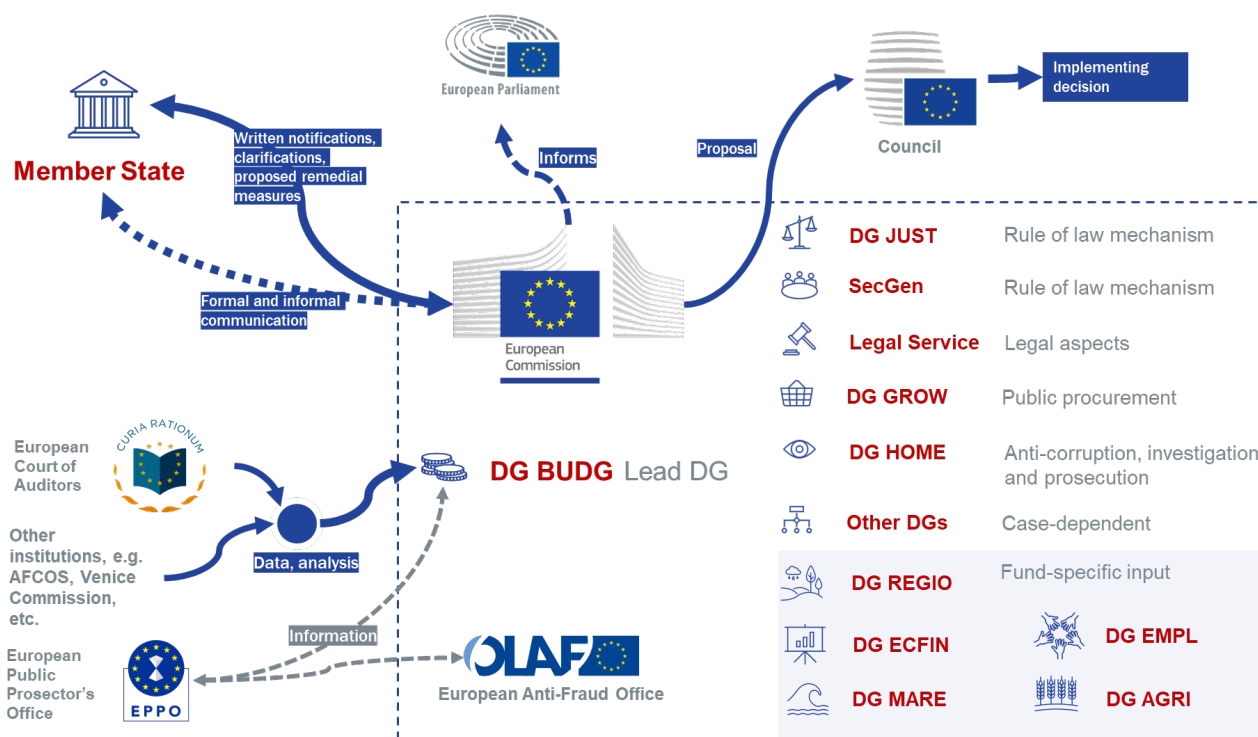 European Parliament
Implementing
decision
Council
Written notifications,
clarifications,
proposed remedial
measures
Informs
Proposal
Member State
Formal and informal
communication
European
Commission
DG JUST
Rule of law mechanism
SecGen
Rule of law mechanism
Legal Service
Legal aspects
DG GROW
Public procurement
DG HOME
Anti-corruption, investigation
and prosecution
Other DGs
Case-dependent
Fund-specific input
DG REGIO
DG ECFIN
DG EMPL
DG MARE
DG AGRI
European
Court of
Auditors
CURIA RATIONUM
DG BUDG Lead DG
Other
institutions, e.g.
AFCOS, Venice
Commission,
etc.
Data, analysis
Information
European
Public
Prosector's
Office
EPPO
OLAF
European Anti-Fraud Office